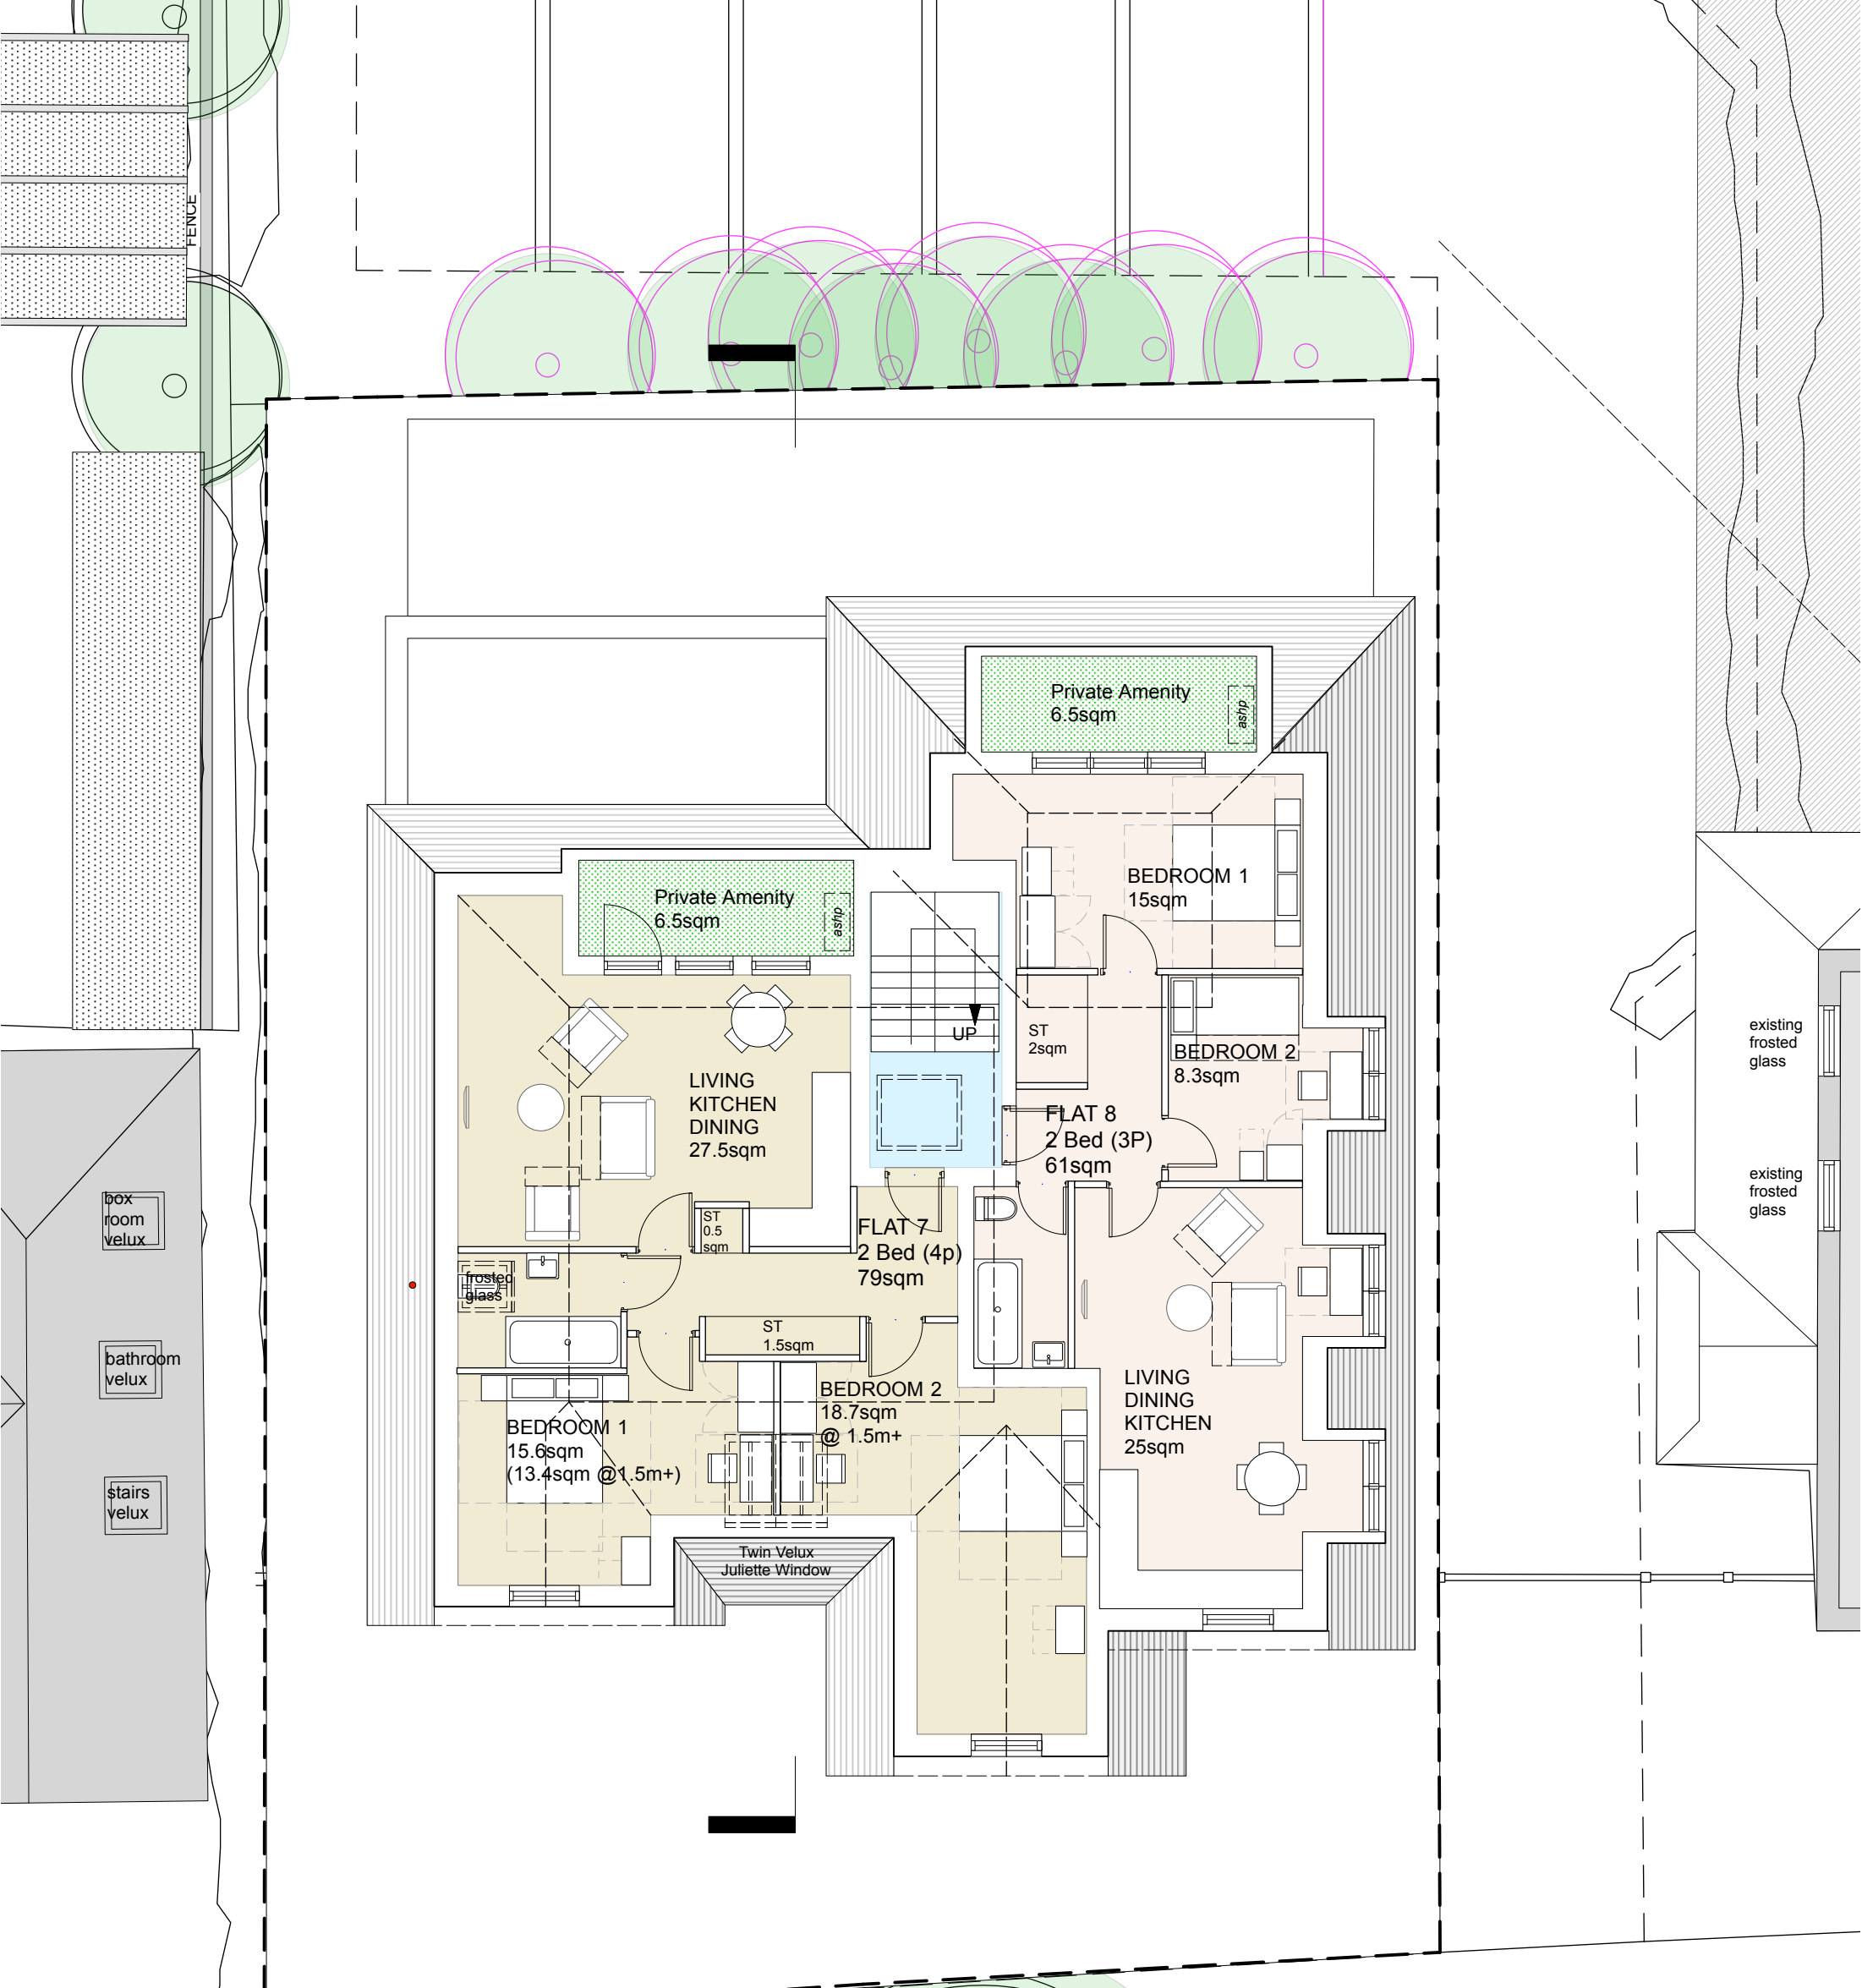 FENCE
Private Amenity
6.5sqm
ashp
BEDROOM 1
15sqm
Private Amenity
6.5sqm
ashp
UP
ST
2sqm
BEDROOM 2
8.3sqm
existing
frosted
glass
LIVING
KITCHEN
DINING
27.5sqm
FLAT 8
2 Bed (3P)
61sqm
existing
frosted
glass
box
room
velux
ST
0.5
sqm
FLAT 7
2 Bed (4p)
79sqm
frosted
glass
ST
1.5sqm
bathroom
velux
BEDROOM 1
15.6sqm
(13.4sqm @1.5m+)
BEDROOM 2
18.7sqm
@ 1.5m+
LIVING
DINING
KITCHEN
25sqm
stairs
velux
Twin Velux
Juliette Window